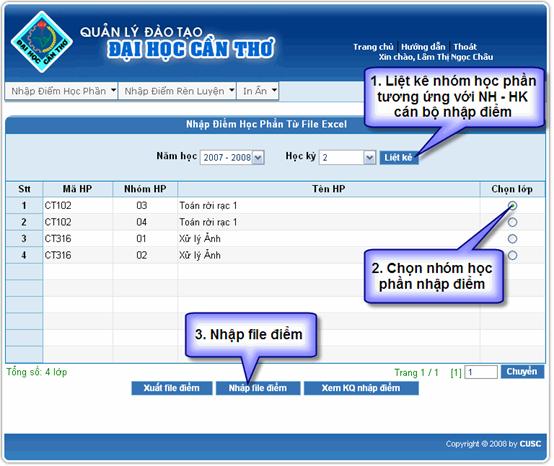 QUẢN LÝ ĐÀO TẠO
ĐẠI HỌC CẦN THƠ
ĐẠI HỌC CẦN THƠ
Trang chủ | Hướng dẫn | Thoát
Xin chào, Lâm Thị Ngọc Châu
Nhập Điểm Học Phần Nhập Điểm Rèn Luyện In Ấn
1. Liệt kê nhóm học phần
tương ứng với NH - HK
cán bộ nhập điểm
Nhập Điểm Học Phần Từ File Excel
Năm học 2007 - 2008 Học kỳ 2 Liệt kê
Stt Mã HP Nhóm HP Tên HP Chọn lớp
1 CT102 03 Toán rời rạc 1
2 CT102 04 Toán rời rạc 1
3 CT316 01 Xử lý Ảnh
4 CT316 02 Xử lý Ảnh
2. Chọn nhóm học
phần nhập điểm
3. Nhập file điểm
Tổng số: 4 lớp Trang 1 / 1 [1] 1 Chuyển
Xuất file điểm Nhập file điểm Xem KQ nhập điểm
Copyright © 2008 by CUSC